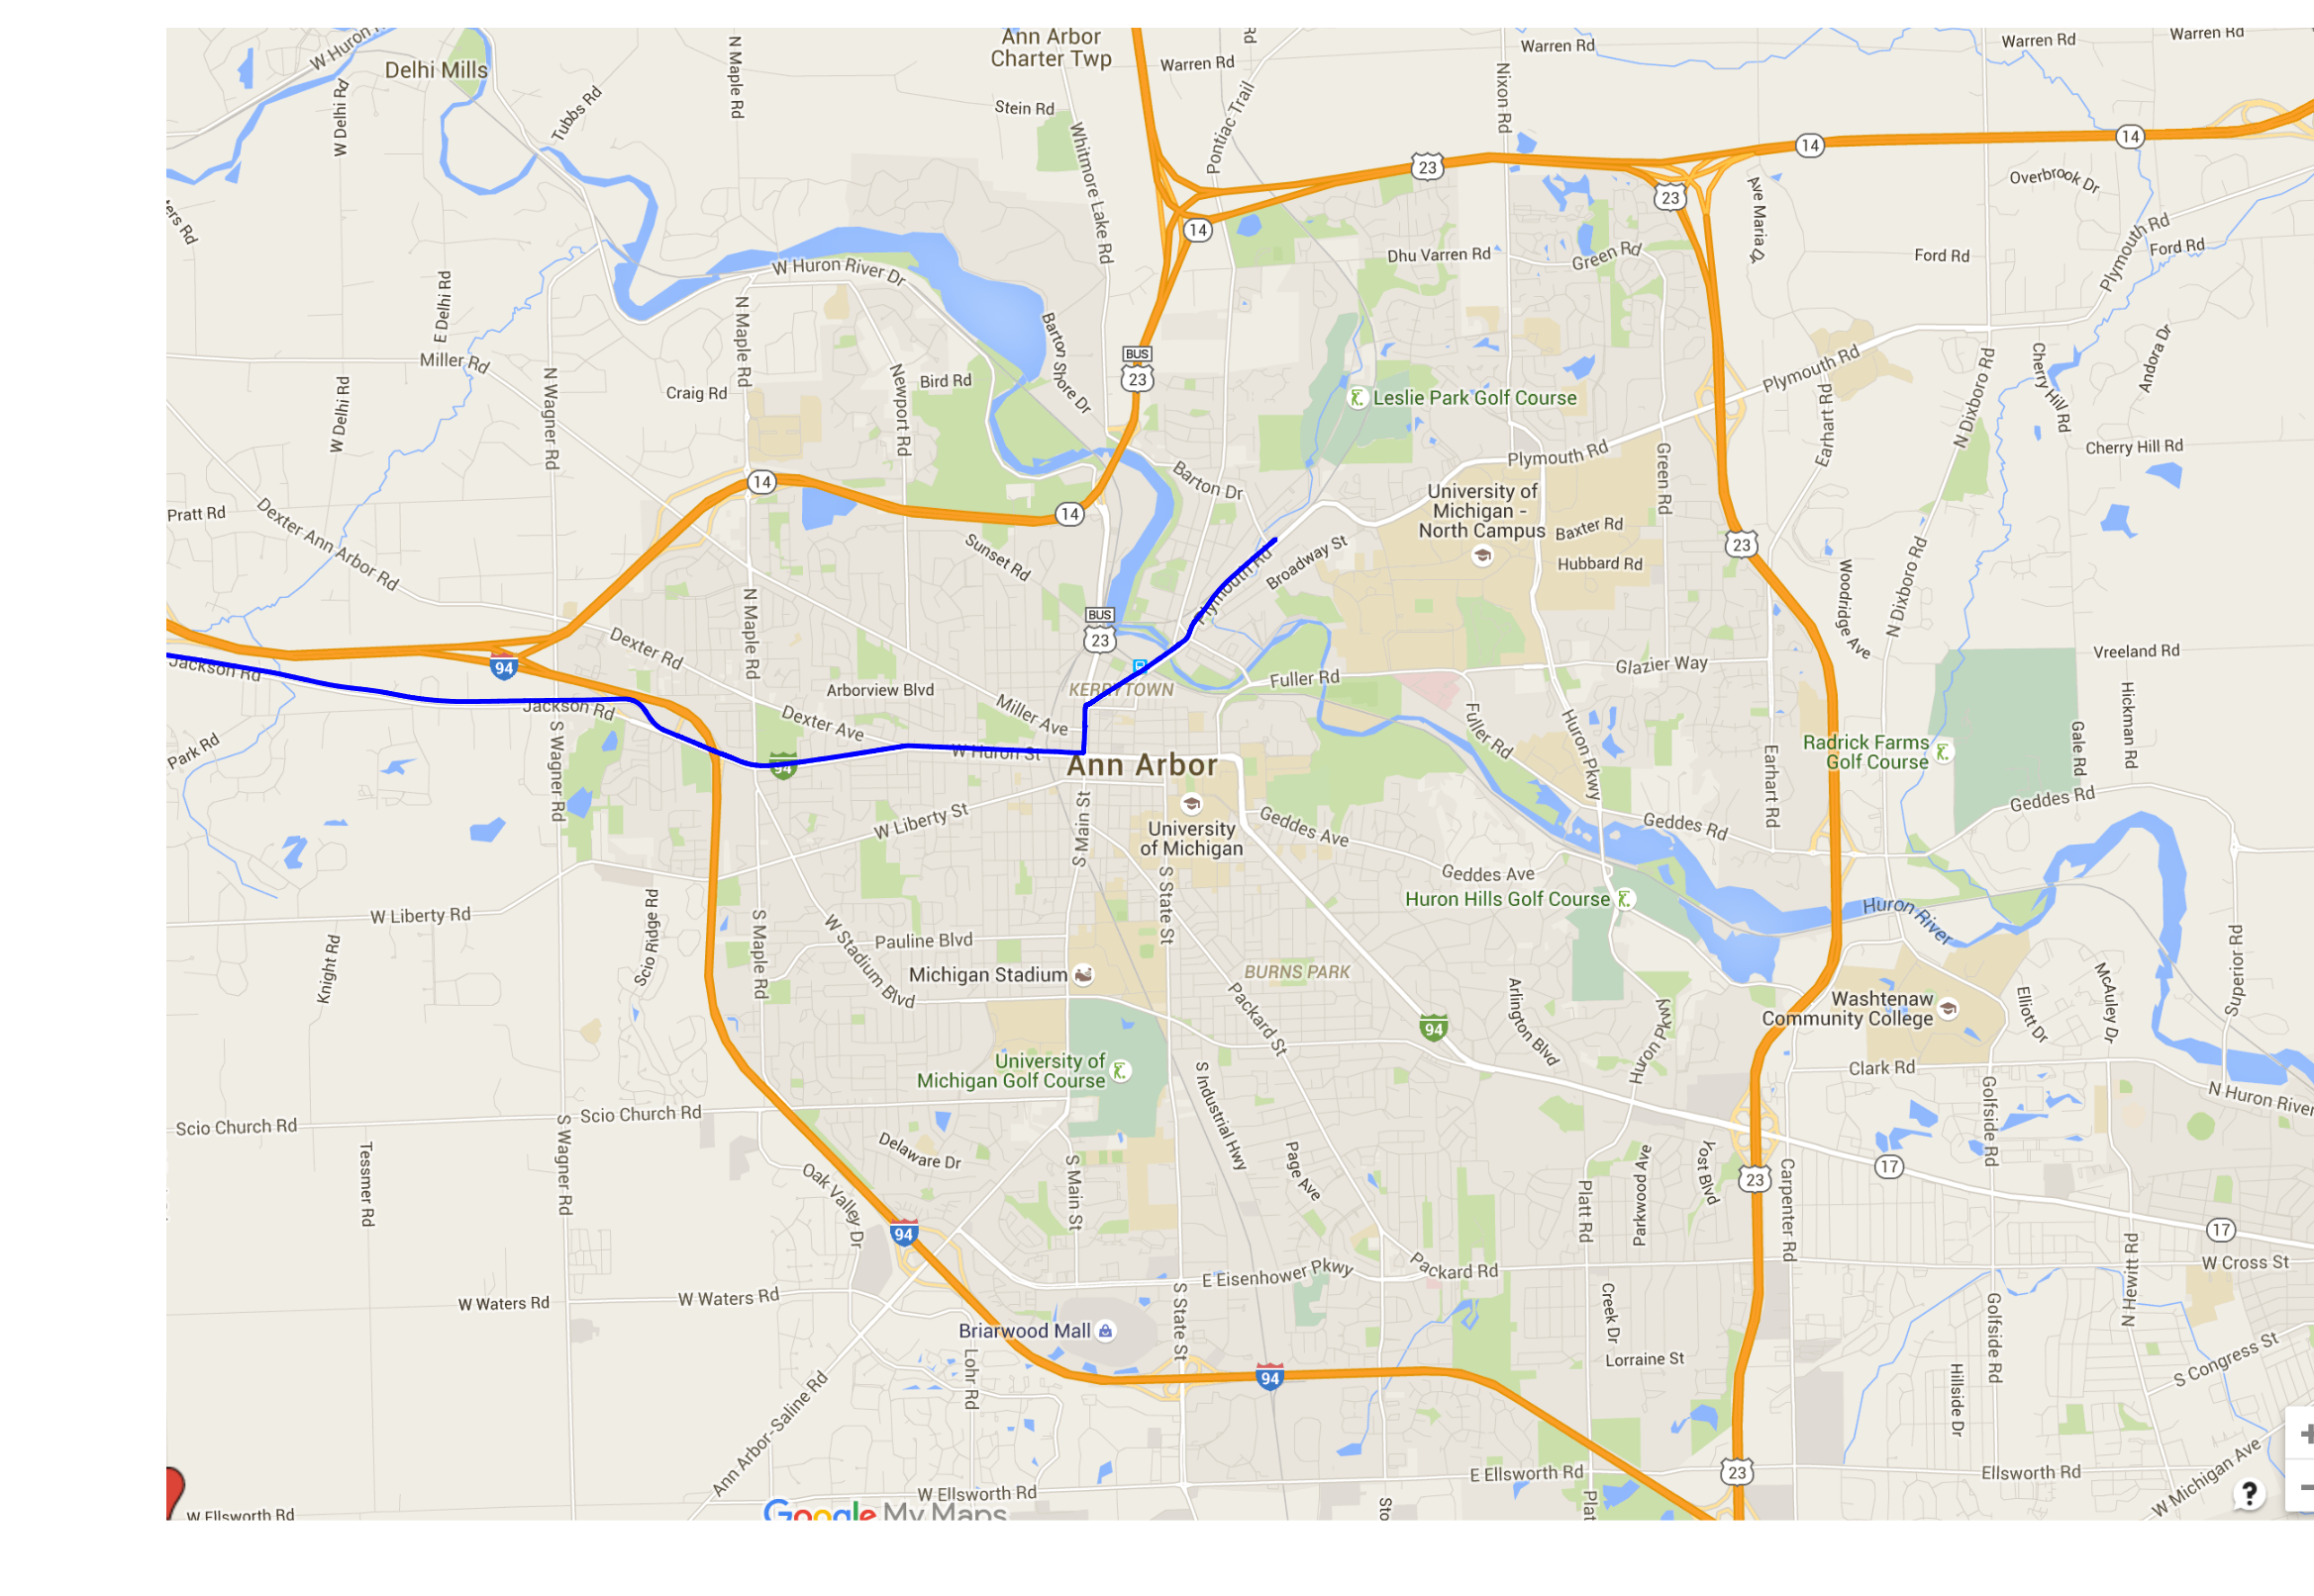 W Huron
Delhi Mills
W Delhi Rd
Tubbs Rd
N Maple Rd
Ann Arbor
Charter Twp
Stein Rd
Whitmore Lake Rd
Warren Rd
Rd
Pontiac Trail
Nixon Rd
Warren Rd
Warren Rd
Warren Rd
14
23
14
23
14
14
Ave Maria Dr
Overbrook Dr
Plymouth Rd
Ford Rd
Ford Rd
Dhu Varren Rd
Green Rd
W Huron River Dr
N Maple Rd
E Delhi Rd
Miller Rd
N Wagner Rd
W Delhi Rd
Craig Rd
Newport Rd
Bird Rd
Barton Shore Dr
BUS
23
Leslie Park Golf Course
Plymouth Rd
Earhart Rd
N Dixboro Rd
Cherry Hill Rd
Andora Dr
Cherry Hill Rd
Plymouth Rd
Green Rd
Barton Dr
14
14
University of
Michigan -
North Campus
Baxter Rd
Hubbard Rd
23
Pratt Rd
Dexter Ann Arbor Rd
Sunset Rd
Plymouth Rd
Broadway St
Woodridge Ave
N Dixboro Rd
BUS
23
N Maple Rd
Dexter Rd
94
Jackson Rd
Jackson Rd
Arborview Blvd
KERRYTOWN
Miller Ave
Fuller Rd
Glazier Way
Vreeland Rd
Hickman Rd
Gale Rd
Radrick Farms
Golf Course
Fuller Rd
Huron Pkwy
Earhart Rd
Park Rd
S Wagner Rd
Dexter Ave
94
W Huron St
Ann Arbor
University
of Michigan
W Liberty St
S Main St
Geddes Ave
Geddes Rd
Geddes Rd
Geddes Ave
Huron Hills Golf Course
Huron River
W Liberty Rd
Knight Rd
Scio Ridge Rd
S Maple Rd
W Stadium Blvd
Pauline Blvd
Michigan Stadium
S State St
BURNS PARK
Packard St
Arlington Blvd
Huron Pkwy
94
Washtenaw
Community College
Elliott Dr
McAuley Dr
Superior Rd
Clark Rd
N Huron River
Golfside Rd
University of
Michigan Golf Course
S Industrial Hwy
Scio Church Rd
Scio Church Rd
Tessmer Rd
S Wagner Rd
Delaware Dr
Oak Valley Dr
S Main St
Page Ave
Platt Rd
Parkwood Ave
Yost Blvd
23
Carpenter Rd
17
17
W Cross St
N Hewitt Rd
94
E Eisenhower Pkwy
Packard Rd
W Waters Rd
W Waters Rd
Briarwood Mall
S State St
Creek Dr
Lorraine St
Golfside Rd
Hillside Dr
S Congress St
Lohr Rd
94
Ann Arbor-Saline Rd
W Ellsworth Rd
E Ellsworth Rd
23
Ellsworth Rd
W Michigan Ave
W Ellsworth Rd
Google My Maps
Sto
Plat
?